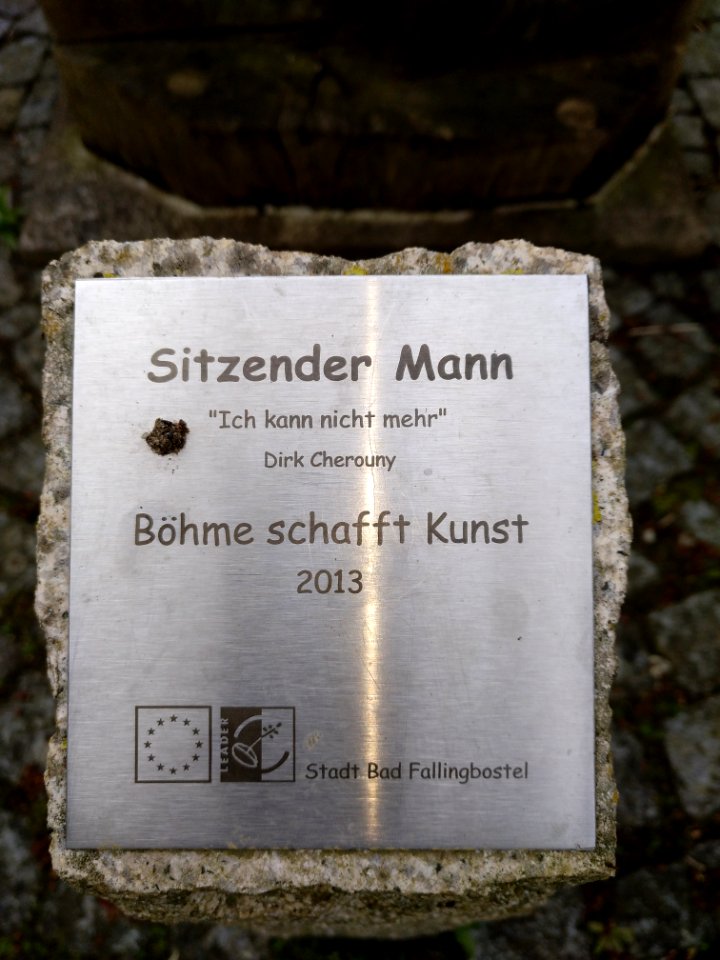 Sitzender Mann
"Ich kann nicht mehr"
Dirk Cherouny
Böhme schafft Kunst
2013
LEADER
Stadt Bad Fallingbostel